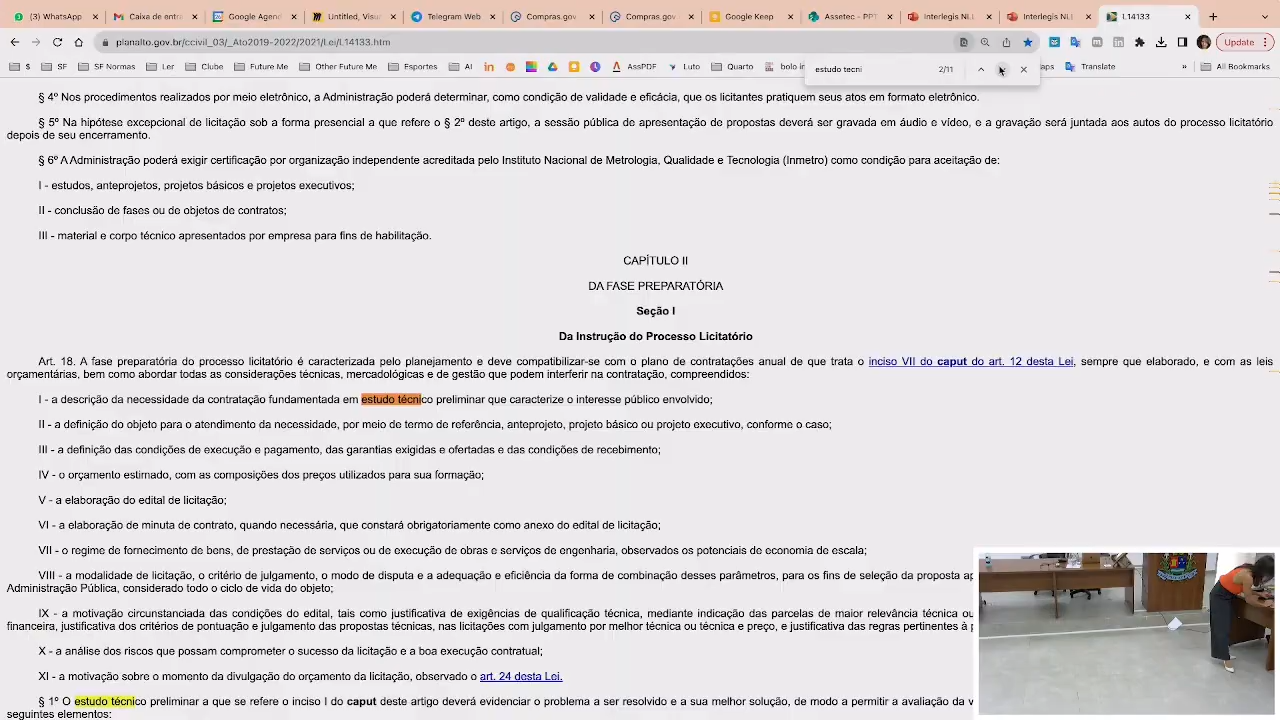 (3) WhatsApp
Caixa de entra
Google Agend
Untitled, Visu
Telegram Web
Compras.gov
Compras.gov
Google Keep
Assetec - PPT
Interlegis NLL
Interlegis NLL
L14133
planalto.gov.br/ccivil_03/_Ato2019-2022/2021/Lei/L14133.htm
Update
$ SF SF Normas Ler Clube Future Me Other Future Me Esportes AI AssPDF Luto Quarto bolo in
aps Translate » All Bookmarks
estudo tecni 2/11
§ 4º Nos procedimentos realizados por meio eletrônico, a Administração poderá determinar, como condição de validade e eficácia, que os licitantes pratiquem seus atos em formato eletrônico.
§ 5º Na hipótese excepcional de licitação sob a forma presencial a que refere o § 2º deste artigo, a sessão pública de apresentação de propostas deverá ser gravada em áudio e vídeo, e a gravação será juntada aos autos do processo licitatório
depois de seu encerramento.
§ 6º A Administração poderá exigir certificação por organização independente acreditada pelo Instituto Nacional de Metrologia, Qualidade e Tecnologia (Inmetro) como condição para aceitação de:
I - estudos, anteprojetos, projetos básicos e projetos executivos;
II - conclusão de fases ou de objetos de contratos;
III - material e corpo técnico apresentados por empresa para fins de habilitação.
CAPÍTULO II
DA FASE PREPARATÓRIA
Seção I
Da Instrução do Processo Licitatório
Art. 18. A fase preparatória do processo licitatório é caracterizada pelo planejamento e deve compatibilizar-se com o plano de contratações anual de que trata o inciso VII do caput do art. 12 desta Lei, sempre que elaborado, e com as leis
orçamentárias, bem como abordar todas as considerações técnicas, mercadológicas e de gestão que podem interferir na contratação, compreendidos:
I - a descrição da necessidade da contratação fundamentada em estudo técnico preliminar que caracterize o interesse público envolvido;
II - a definição do objeto para o atendimento da necessidade, por meio de termo de referência, anteprojeto, projeto básico ou projeto executivo, conforme o caso;
III - a definição das condições de execução e pagamento, das garantias exigidas e ofertadas e das condições de recebimento;
IV - o orçamento estimado, com as composições dos preços utilizados para sua formação;
V - a elaboração do edital de licitação;
VI - a elaboração de minuta de contrato, quando necessária, que constará obrigatoriamente como anexo do edital de licitação;
VII - o regime de fornecimento de bens, de prestação de serviços ou de execução de obras e serviços de engenharia, observados os potenciais de economia de escala;
VIII - a modalidade de licitação, o critério de julgamento, o modo de disputa e a adequação e eficiência da forma de combinação desses parâmetros, para os fins de seleção da proposta ap
Administração Pública, considerado todo o ciclo de vida do objeto;
IX - a motivação circunstanciada das condições do edital, tais como justificativa de exigências de qualificação técnica, mediante indicação das parcelas de maior relevância técnica ou
financeira, justificativa dos critérios de pontuação e julgamento das propostas técnicas, nas licitações com julgamento por melhor técnica ou técnica e preço, e justificativa das regras pertinentes à p
X - a análise dos riscos que possam comprometer o sucesso da licitação e a boa execução contratual;
XI - a motivação sobre o momento da divulgação do orçamento da licitação, observado o art. 24 desta Lei.
§ 1º O estudo técnico preliminar a que se refere o inciso I do caput deste artigo deverá evidenciar o problema a ser resolvido e a sua melhor solução, de modo a permitir a avaliação da v
seguintes elementos: